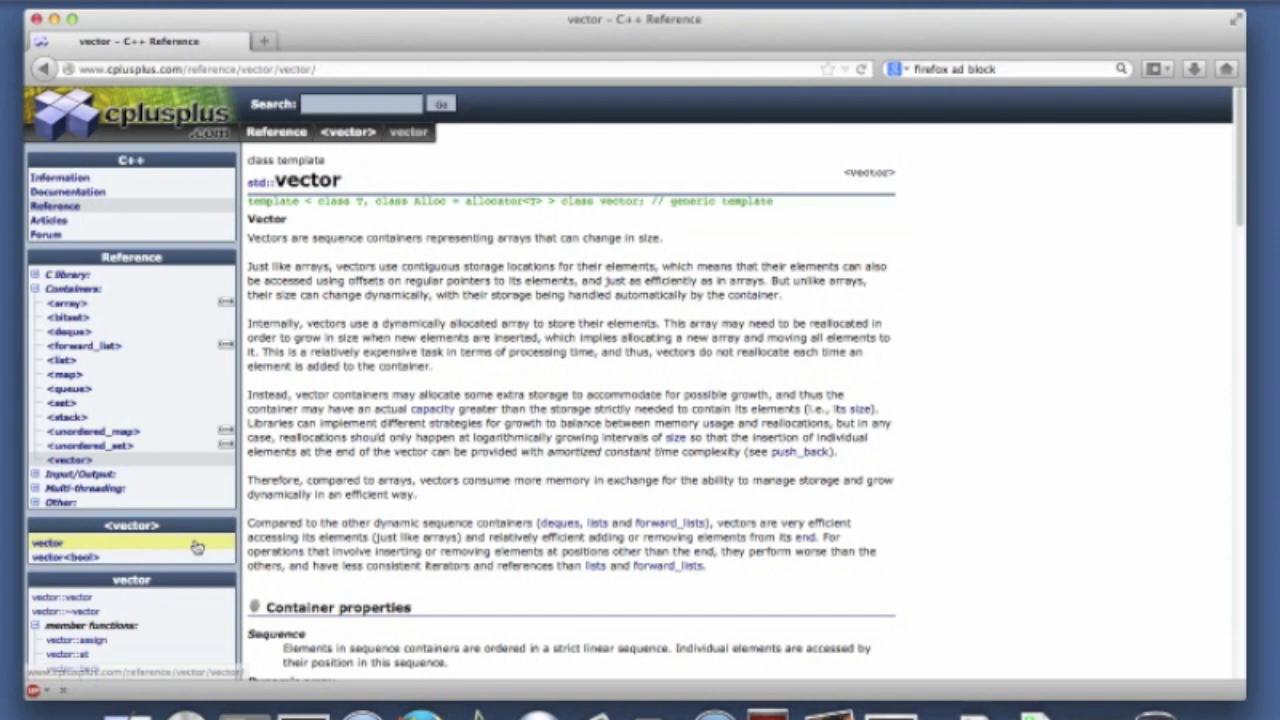 vector - C++ Reference
vector - C++ Reference
www.cplusplus.com/reference/vector/vector/
firefox ad block
cplusplus
.com
Search:
Go
Reference <vector> vector
C++
Information
Documentation
Reference
Articles
Forum
Reference
C library:
Containers:
<array>
<bitset>
<deque>
<forward_list>
<list>
<map>
<queue>
<set>
<stack>
<unordered_map>
<unordered_set>
<vector>
Input/Output:
Multi-threading:
Other:
<vector>
vector
vector<bool>
vector
vector::vector
vector::~vector
member functions:
vector::assign
vector::at
www.cplusplus.com/reference/vector/vector/
class template
<vector>
std::vector
template < class T, class Alloc = allocator<T> > class vector; // generic template
Vector
Vectors are sequence containers representing arrays that can change in size.
Just like arrays, vectors use contiguous storage locations for their elements, which means that their elements can also
be accessed using offsets on regular pointers to its elements, and just as efficiently as in arrays. But unlike arrays,
their size can change dynamically, with their storage being handled automatically by the container.
Internally, vectors use a dynamically allocated array to store their elements. This array may need to be reallocated in
order to grow in size when new elements are inserted, which implies allocating a new array and moving all elements to
it. This is a relatively expensive task in terms of processing time, and thus, vectors do not reallocate each time an
element is added to the container.
Instead, vector containers may allocate some extra storage to accommodate for possible growth, and thus the
container may have an actual capacity greater than the storage strictly needed to contain its elements (i.e., its size).
Libraries can implement different strategies for growth to balance between memory usage and reallocations, but in any
case, reallocations should only happen at logarithmically growing intervals of size so that the insertion of individual
elements at the end of the vector can be provided with amortized constant time complexity (see push_back).
Therefore, compared to arrays, vectors consume more memory in exchange for the ability to manage storage and grow
dynamically in an efficient way.
Compared to the other dynamic sequence containers (deques, lists and forward_lists), vectors are very efficient
accessing its elements (just like arrays) and relatively efficient adding or removing elements from its end. For
operations that involve inserting or removing elements at positions other than the end, they perform worse than the
others, and have less consistent iterators and references than lists and forward_lists.
Container properties
Sequence
Elements in sequence containers are ordered in a strict linear sequence. Individual elements are accessed by
their position in this sequence.